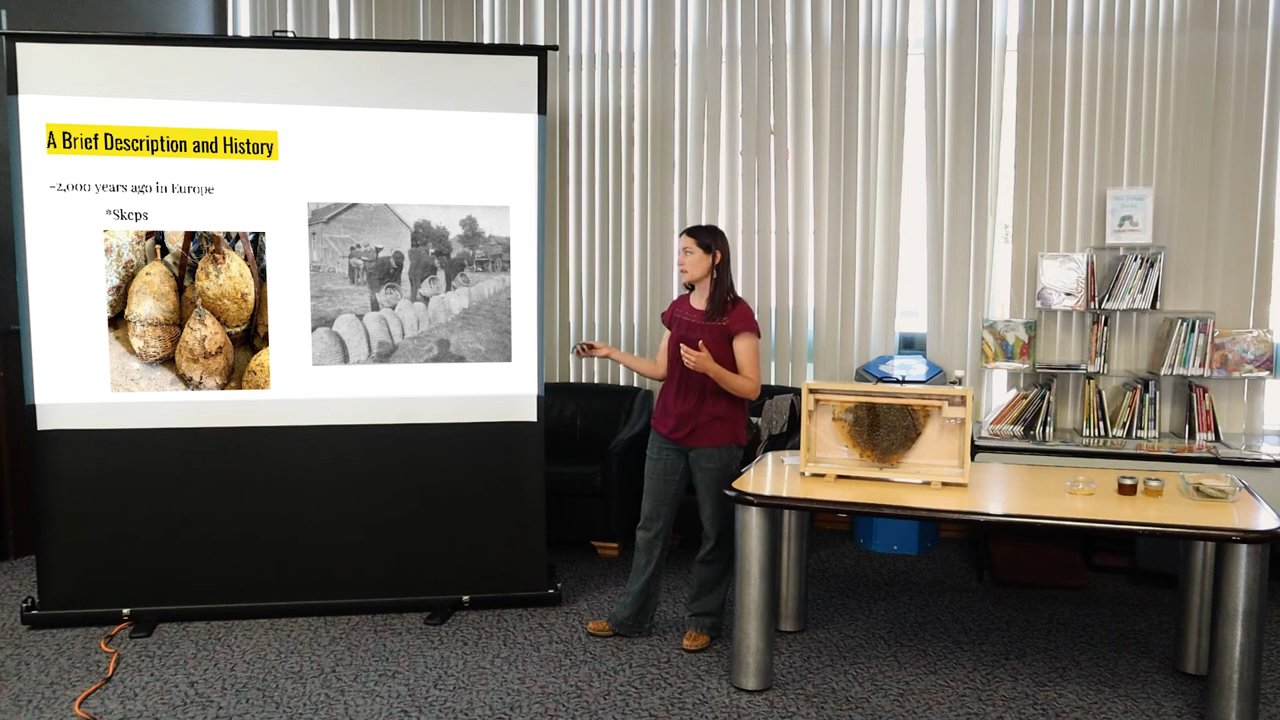 A Brief Description and History
~2,000 years ago in Europe
*Skeps